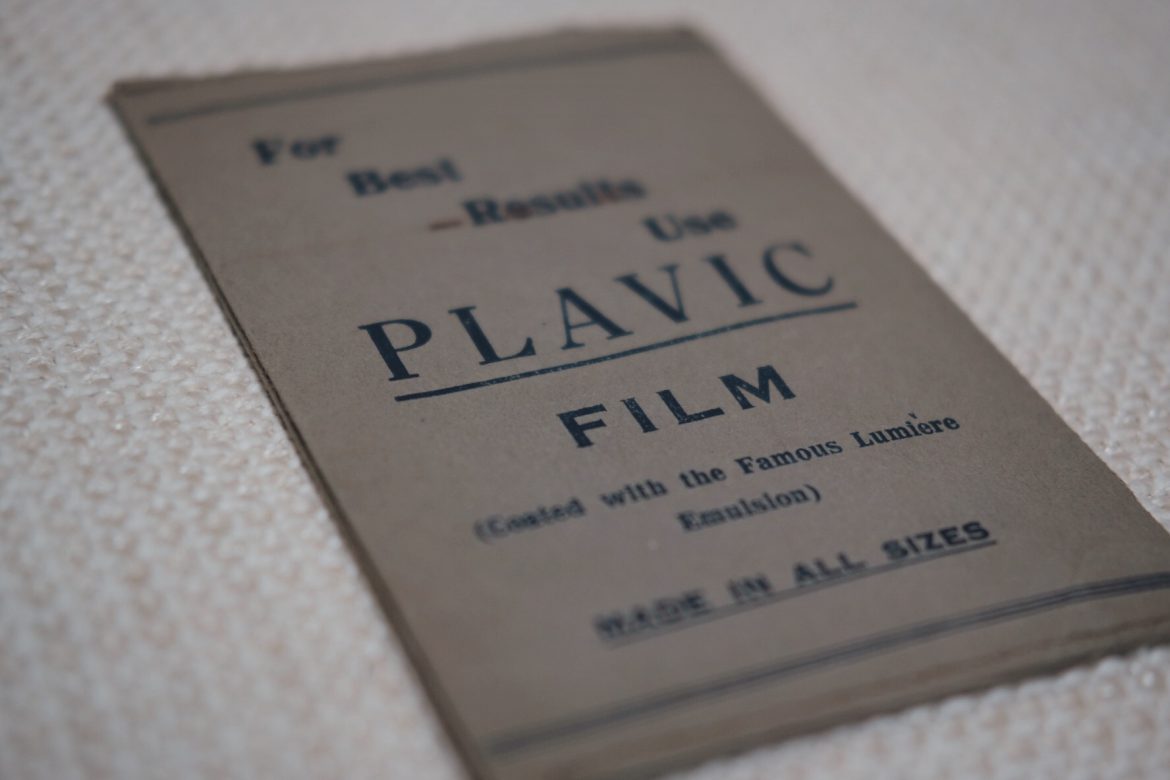 For
Best
Results
Use
PLAVIC
FILM
(Coated with the Famous Lumière
Emulsion)
MADE IN ALL SIZES